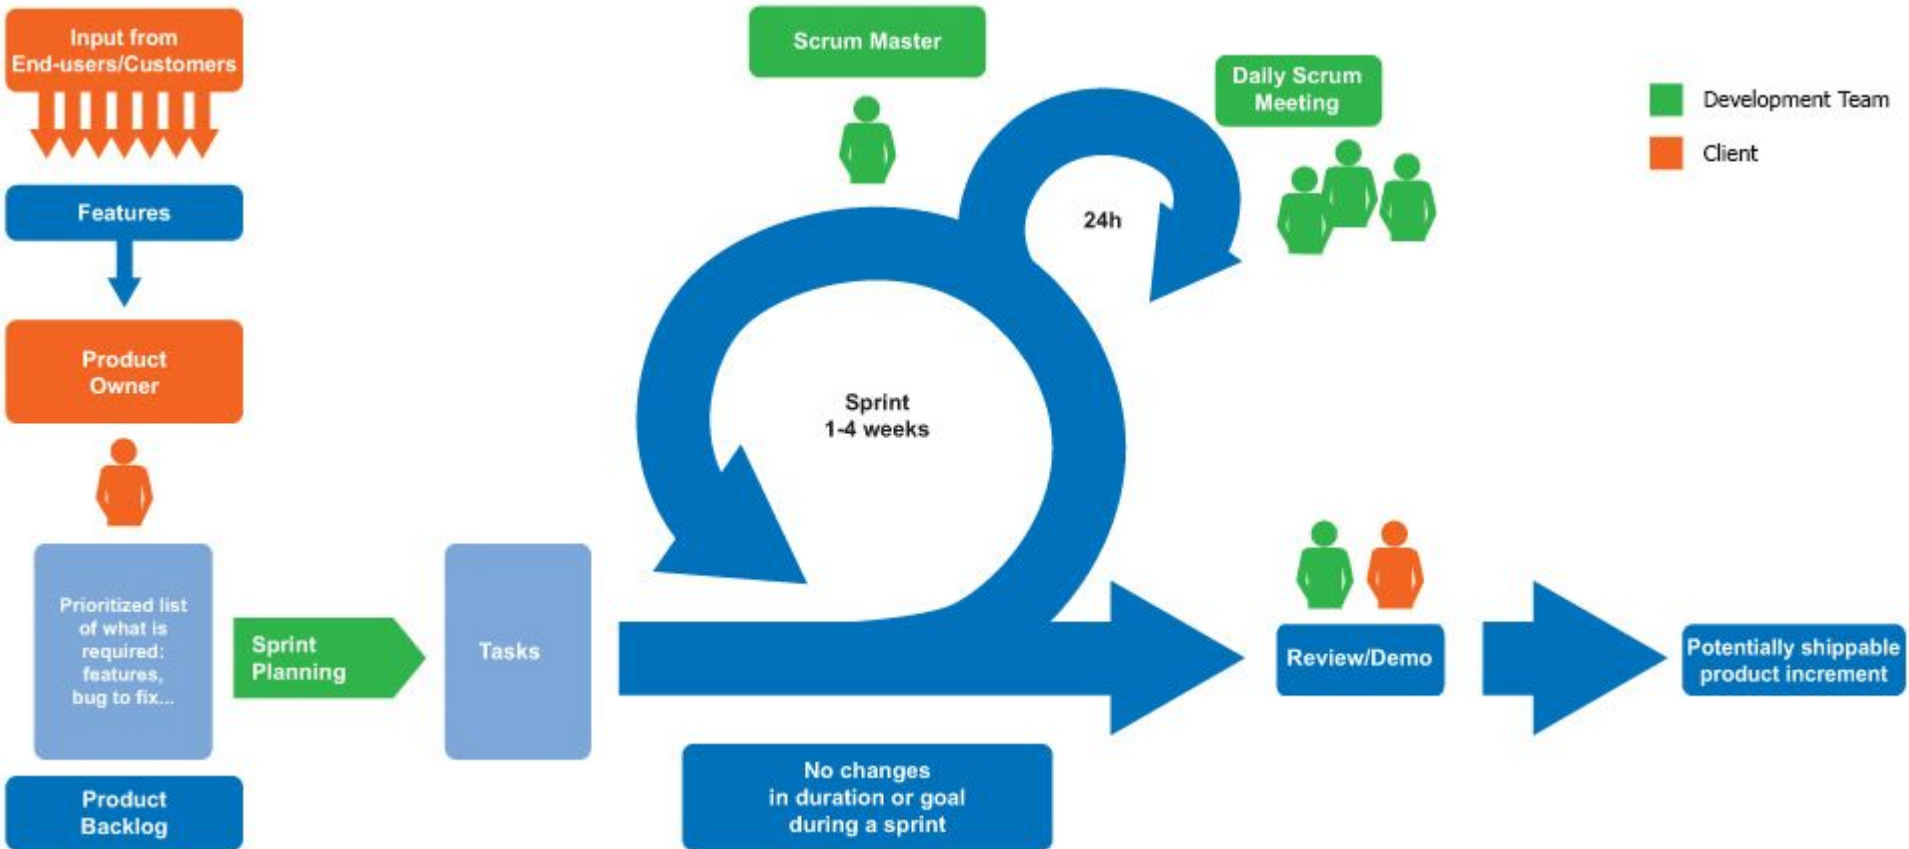 Input from
End-users/Customers
Features
Product
Owner
Prioritized list
of what is
required:
features,
bug to fix...
Product
Backlog
Sprint
Planning
Tasks
Scrum Master
Daily Scrum
Meeting
24h
Sprint
1-4 weeks
No changes
in duration or goal
during a sprint
Review/Demo
Potentially shippable
product increment
Development Team
Client